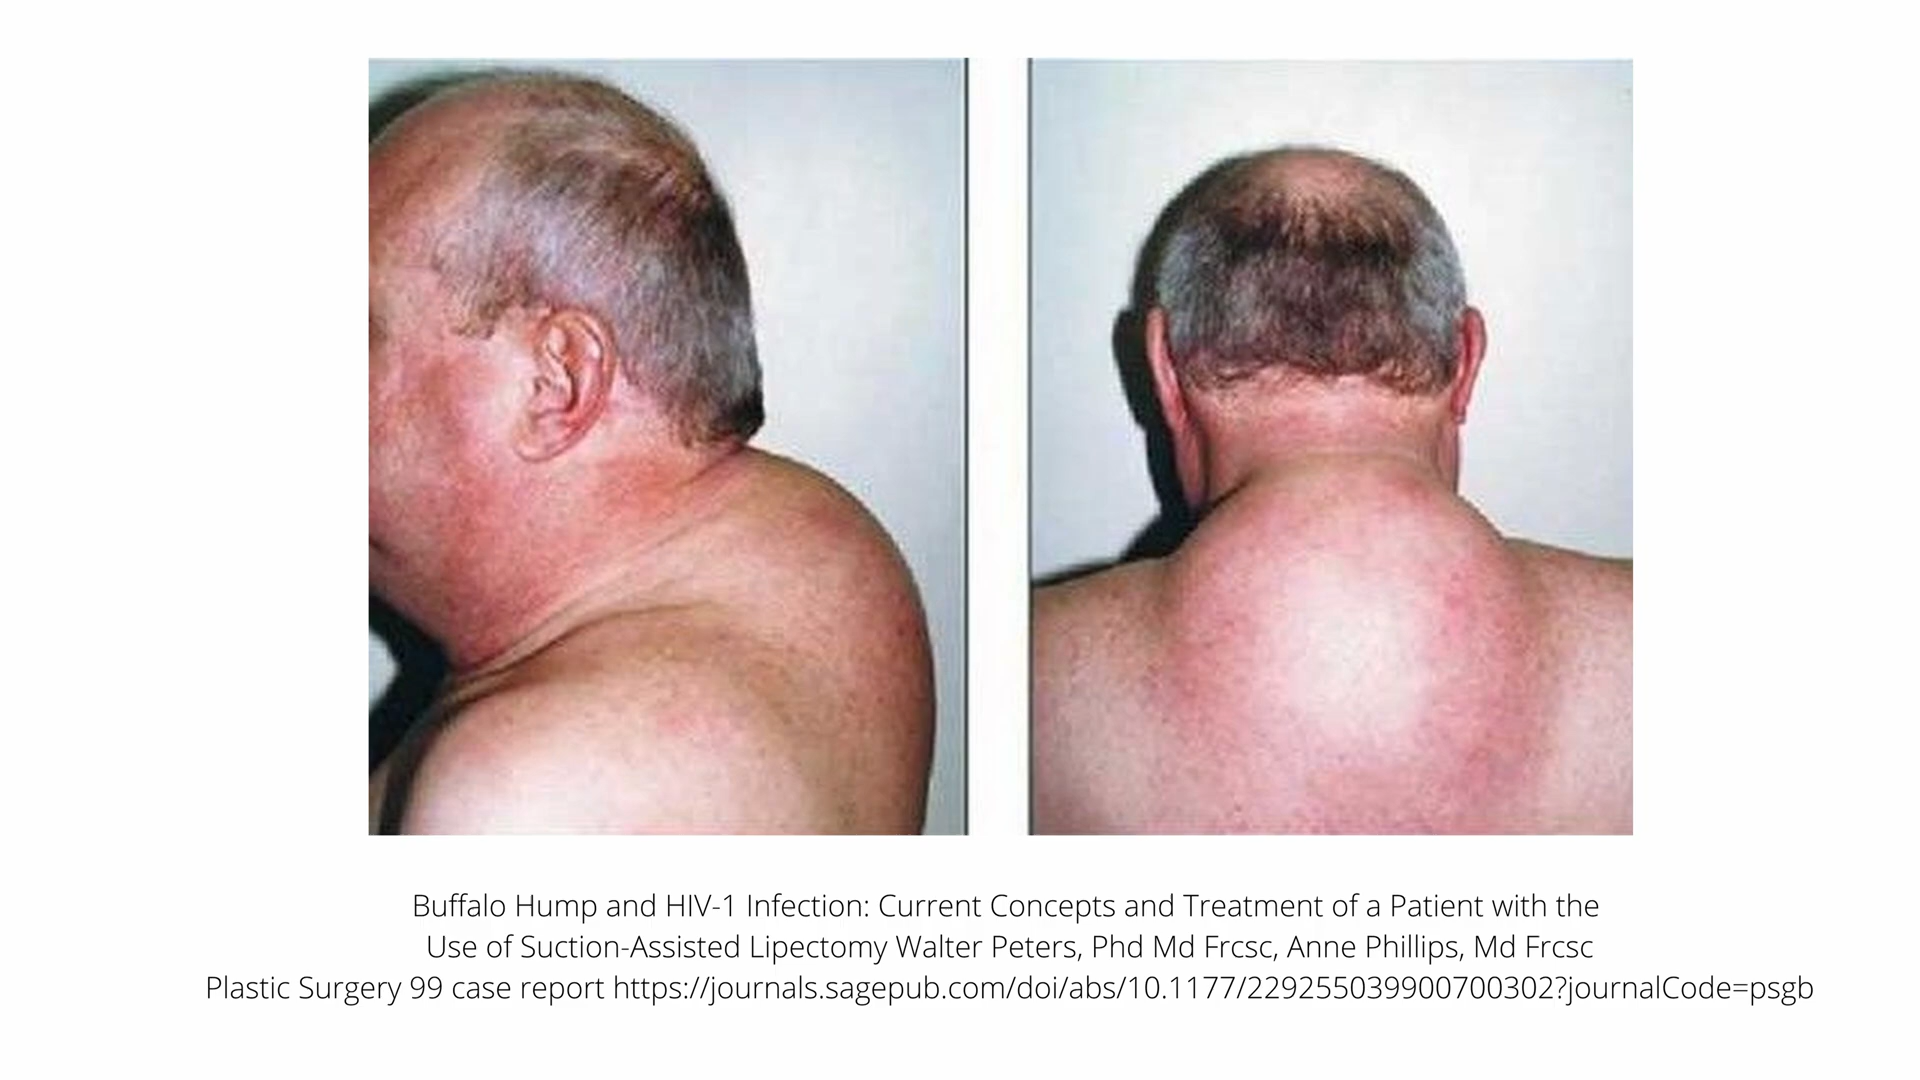 Buffalo Hump and HIV-1 Infection: Current Concepts and Treatment of a Patient with the
Use of Suction-Assisted Lipectomy Walter Peters, Phd Md Frcsc, Anne Phillips, Md Frcsc
Plastic Surgery 99 case report https://journals.sagepub.com/doi/abs/10.1177/229255039900700302?journalCode=psgb